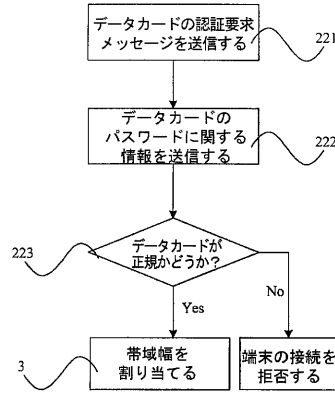 データカードの認証要求
メッセージを送信する
221
データカードの
パスワードに関する
情報を送信する
222
データカードが
正規かどうか？
223
Yes
No
帯域幅を
割り当てる
3
端末の接続を
拒否する